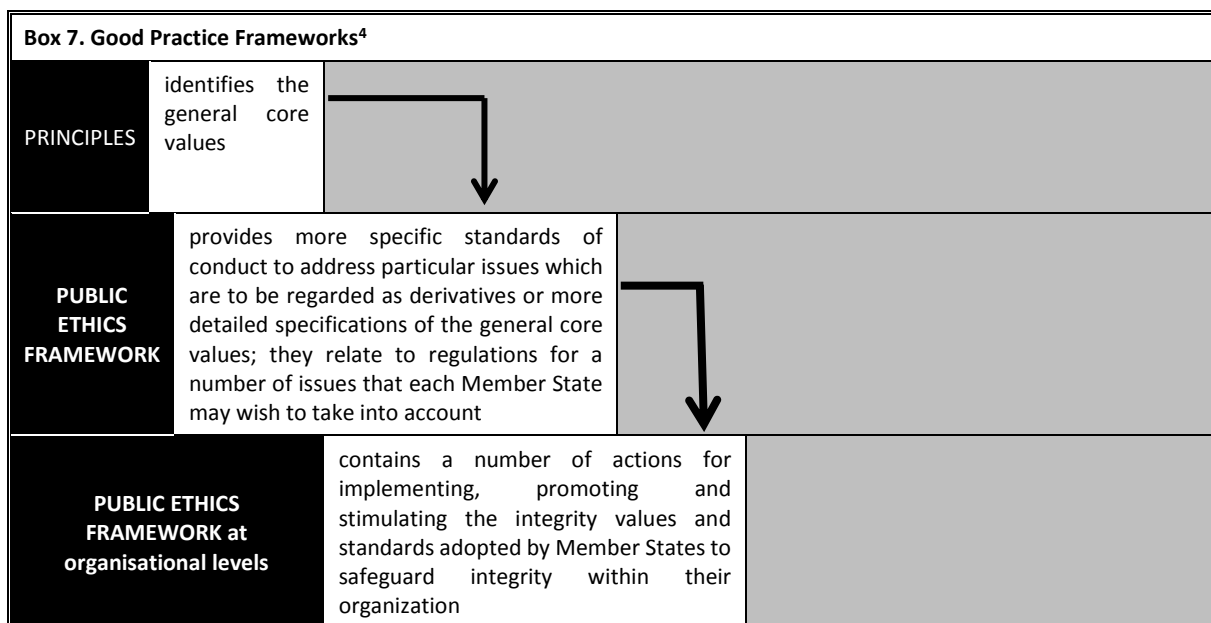 Box 7. Good Practice Frameworks4
PRINCIPLES
identifies the
general core
values
PUBLIC
ETHICS
FRAMEWORK
provides more specific standards of
conduct to address particular issues which
are to be regarded as derivatives or more
detailed specifications of the general core
values; they relate to regulations for a
number of issues that each Member State
may wish to take into account
PUBLIC ETHICS
FRAMEWORK at
organisational levels
contains a number of actions for
implementing, promoting and
stimulating the integrity values and
standards adopted by Member States to
safeguard integrity within their
organization